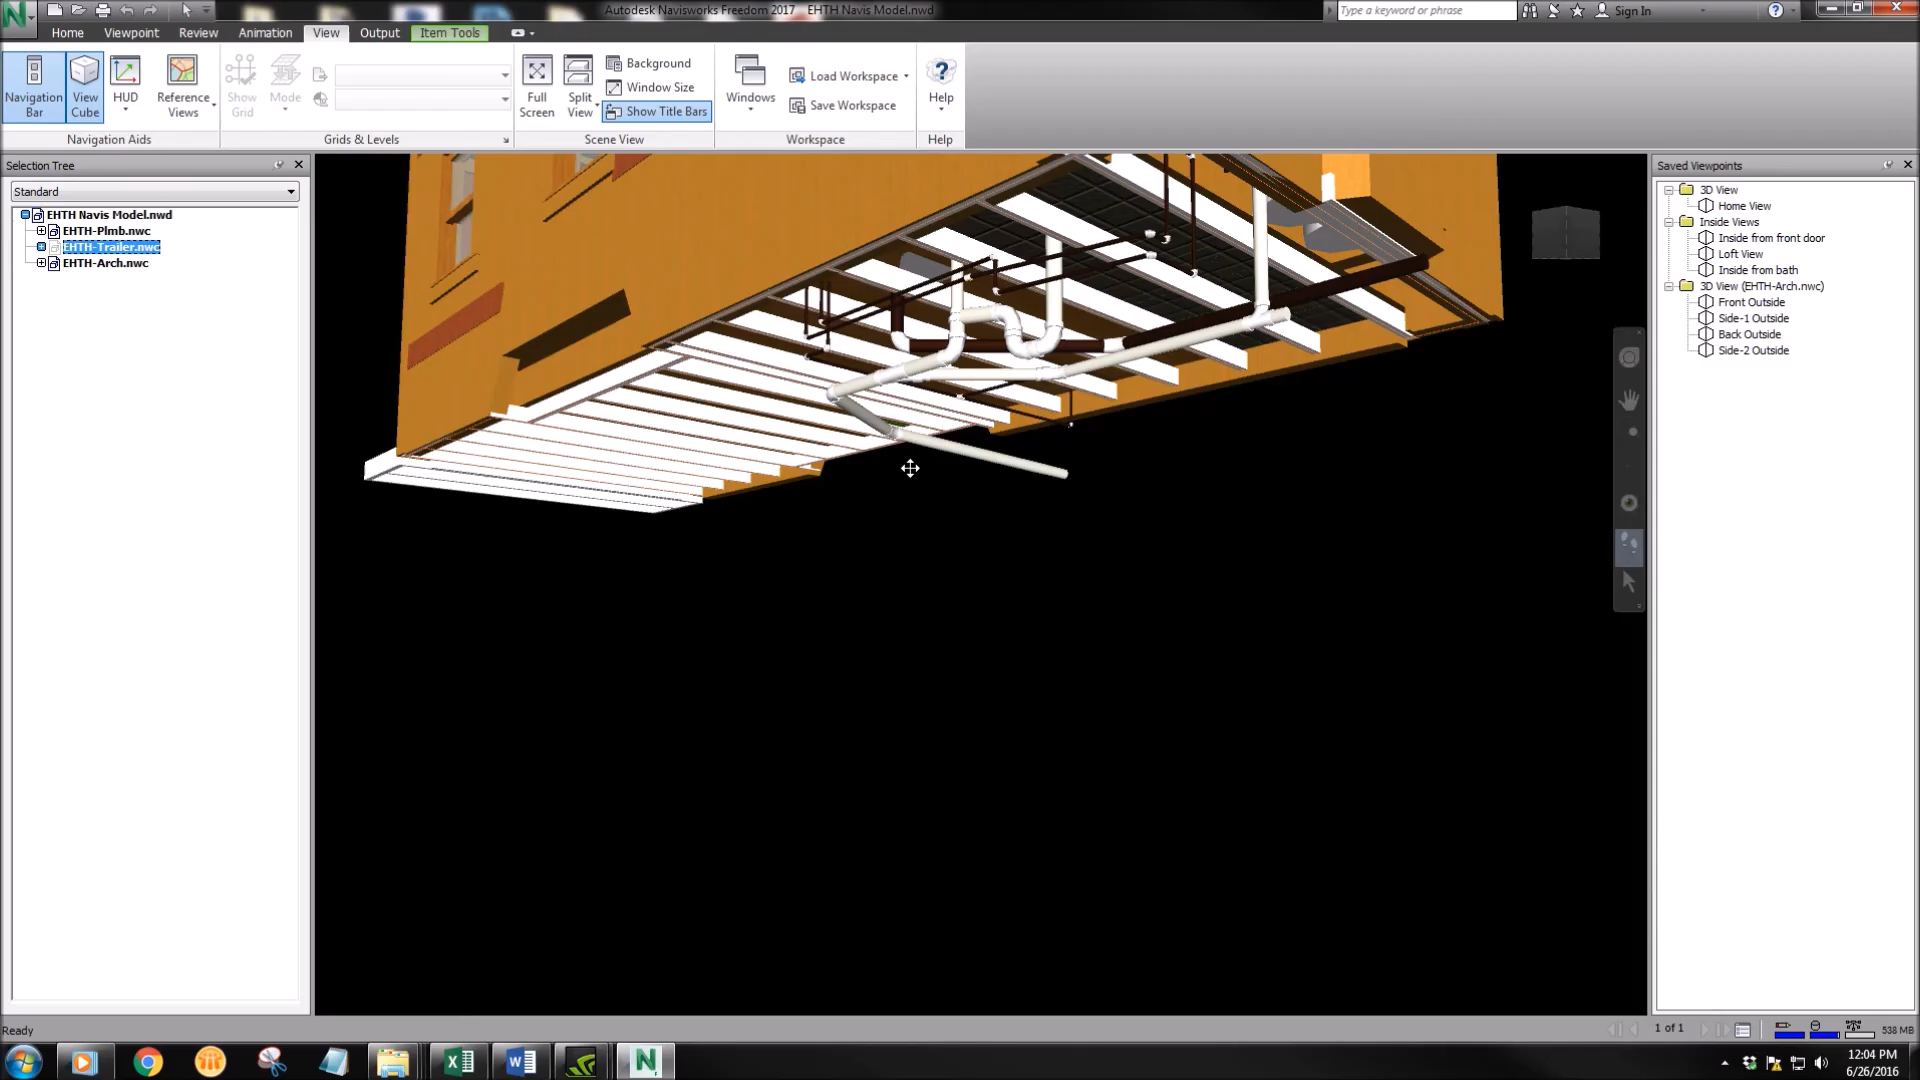 Autodesk Navisworks Freedom 2017 EHTH Navis Model.nwd
Type a keyword or phrase
Sign In
Home Viewpoint Review Animation View Output Item Tools
Navigation Bar
View Cube
HUD
Reference Views
Show Grid
Mode
Full Screen
Split View
Background
Window Size
Show Title Bars
Windows
Load Workspace
Save Workspace
Help
Navigation Aids
Grids & Levels
Scene View
Workspace
Help
Selection Tree
Standard
EHTH Navis Model.nwd
EHTH-Plmb.nwc
EHTH-Trailer.nwc
EHTH-Arch.nwc
Saved Viewpoints
3D View
Home View
Inside Views
Inside from front door
Loft View
Inside from bath
3D View (EHTH-Arch.nwc)
Front Outside
Side-1 Outside
Back Outside
Side-2 Outside
Ready
1 of 1
538 MB
12:04 PM
6/26/2016